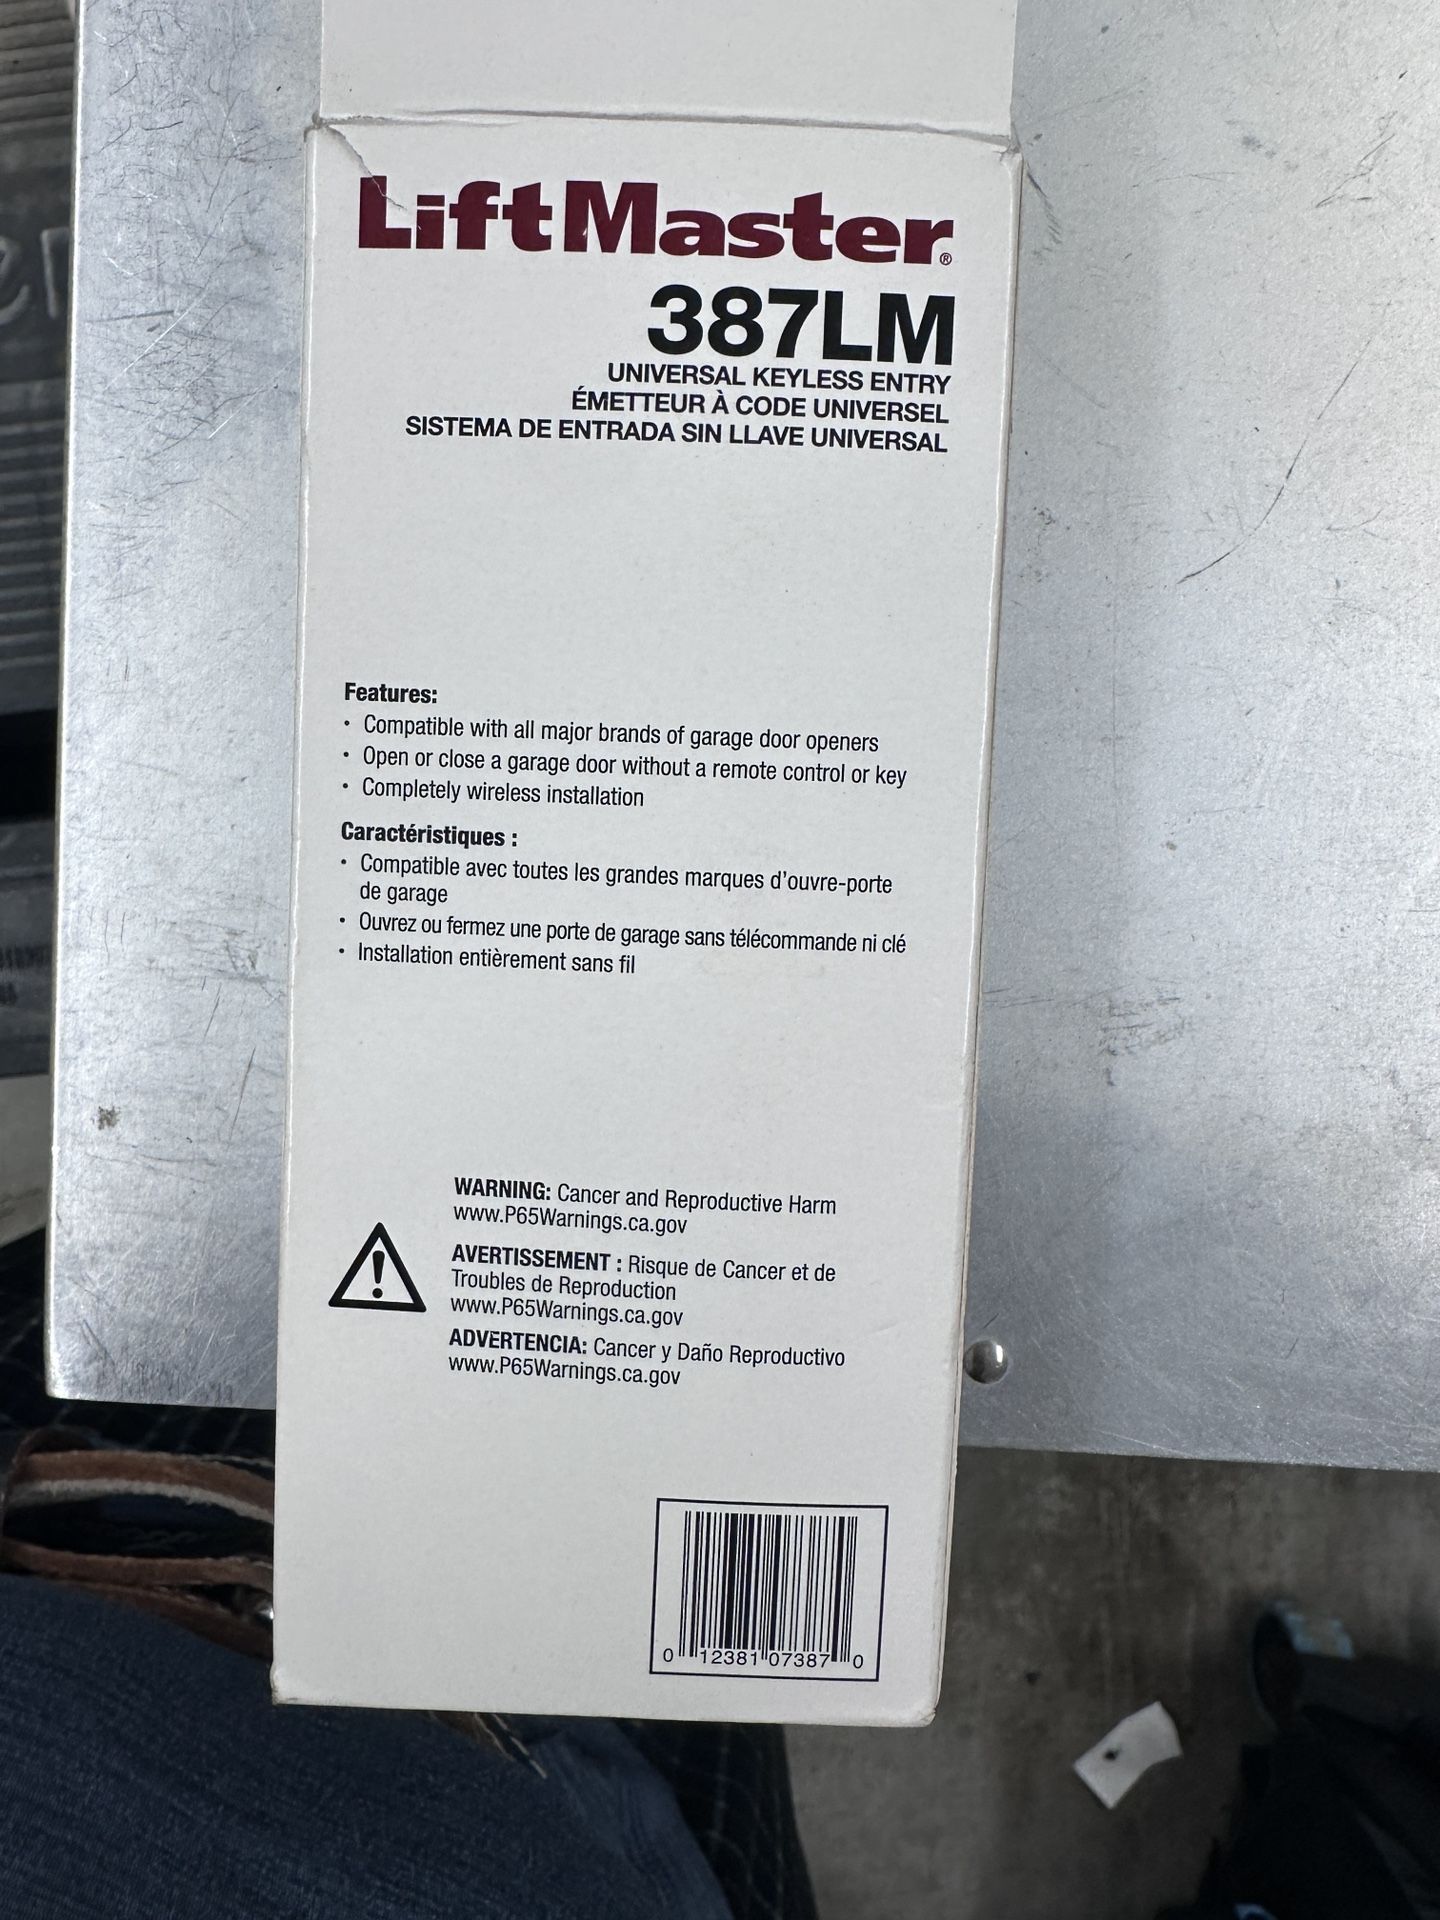 LiftMaster®
387LM
UNIVERSAL KEYLESS ENTRY
ÉMETTEUR À CODE UNIVERSEL
SISTEMA DE ENTRADA SIN LLAVE UNIVERSAL
Features:
• Compatible with all major brands of garage door openers
• Open or close a garage door without a remote control or key
• Completely wireless installation
Caractéristiques :
• Compatible avec toutes les grandes marques d'ouvre-porte
de garage
• Ouvrez ou fermez une porte de garage sans télécommande ni clé
• Installation entièrement sans fil
WARNING: Cancer and Reproductive Harm
www.P65Warnings.ca.gov
AVERTISSEMENT : Risque de Cancer et de
Troubles de Reproduction
www.P65Warnings.ca.gov
ADVERTENCIA: Cancer y Daño Reproductivo
www.P65Warnings.ca.gov
0 12381 07387 0